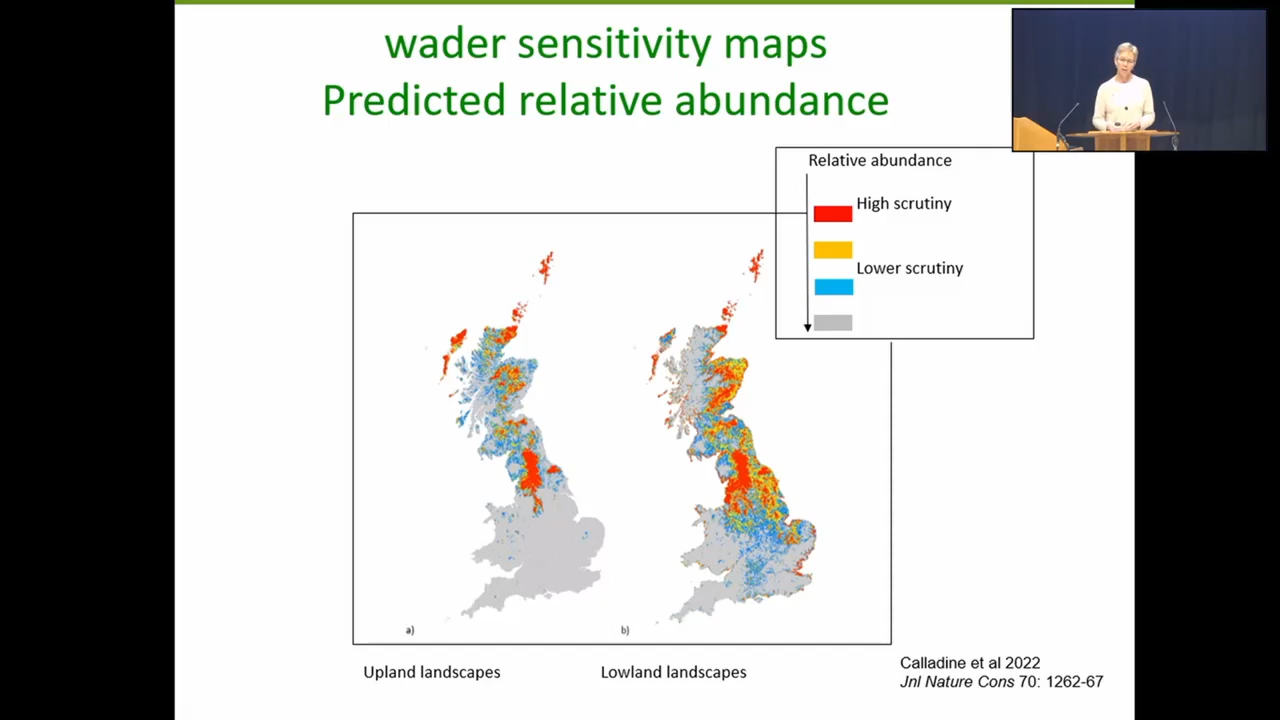 wader sensitivity maps
Predicted relative abundance
Relative abundance
High scrutiny
Lower scrutiny
a)
b)
Upland landscapes
Lowland landscapes
Calladine et al 2022
Jnl Nature Cons 70: 1262-67